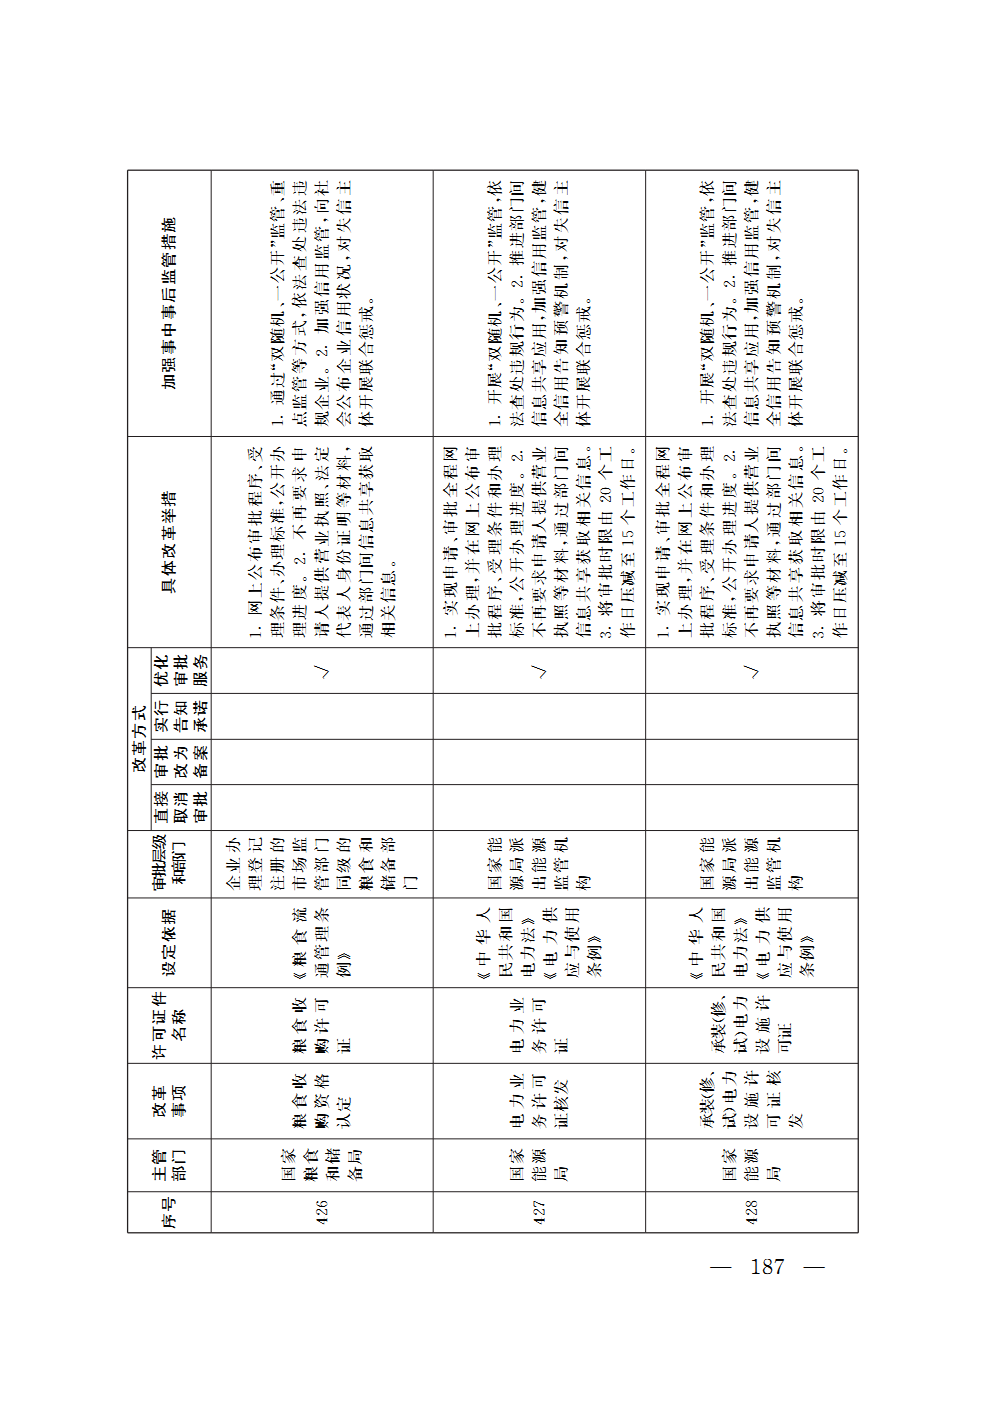 序号
主管
部门
改革
事项
许可证件
名称
设定依据
审批层级
和部门
改革方式
直接
取消
审批
审批
改为
备案
实行
告知
承诺
优化
审批
服务
具体改革举措
加强事中事后监管措施
426
国家
粮食
和储
备局
粮食收
购资格
认定
粮食收
购许可
证
《粮食流
通管理条
例》
企业办
理登记
注册的
市场监
管部门
同级的
粮食和
储备部
门
√
1. 网上公布审批程序、受
理条件、办理标准,公开办
理进度。2. 不再要求申
请人提供营业执照、法定
代表人身份证明等材料,
通过部门间信息共享获取
相关信息。
1. 通过“双随机、一公开”监管、重
点监管等方式,依法查处违法违
规企业。2. 加强信用监管,向社
会公布企业信用状况,对失信主
体开展联合惩戒。
427
国家
能源
局
电力业
务许可
证核发
电力业
务许可
证
《中华人
民共和国
电力法》
《电力供
应与使用
条例》
国家能
源局派
出能源
监管机
构
√
1. 实现申请、审批全程网
上办理,并在网上公布审
批程序、受理条件和办理
标准,公开办理进度。2.
不再要求申请人提供营业
执照等材料,通过部门间
信息共享获取相关信息。
3. 将审批时限由 20 个工
作日压减至 15 个工作日。
1. 开展“双随机、一公开”监管,依
法查处违规行为。2. 推进部门间
信息共享应用,加强信用监管,健
全信用告知预警机制,对失信主
体开展联合惩戒。
428
国家
能源
局
承装(修、
试)电力
设施许
可证核
发
承装(修、
试)电力
设施许
可证
《中华人
民共和国
电力法》
《电力供
应与使用
条例》
国家能
源局派
出能源
监管机
构
√
1. 实现申请、审批全程网
上办理,并在网上公布审
批程序、受理条件和办理
标准,公开办理进度。2.
不再要求申请人提供营业
执照等材料,通过部门间
信息共享获取相关信息。
3. 将审批时限由 20 个工
作日压减至 15 个工作日。
1. 开展“双随机、一公开”监管,依
法查处违规行为。2. 推进部门间
信息共享应用,加强信用监管,健
全信用告知预警机制,对失信主
体开展联合惩戒。
— 187 —